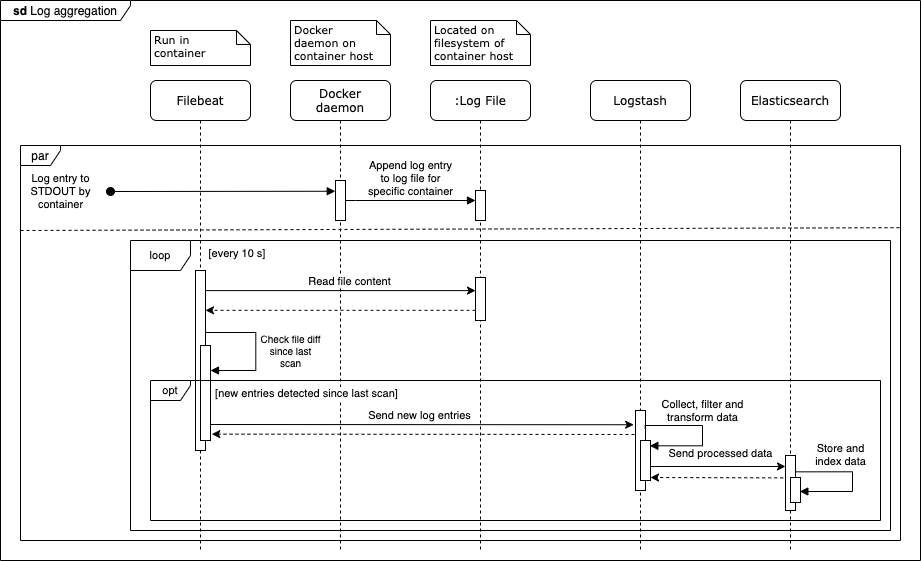 sd Log aggregation
Run in
container
Docker
daemon on
container host
Located on
filesystem of
container host
Filebeat
Docker
daemon
:Log File
Logstash
Elasticsearch
par
Log entry to
STDOUT by
container
Append log entry
to log file for
specific container
loop
[every 10 s]
Read file content
Check file diff
since last
scan
opt
[new entries detected since last scan]
Send new log entries
Collect, filter and
transform data
Send processed data
Store and
index data